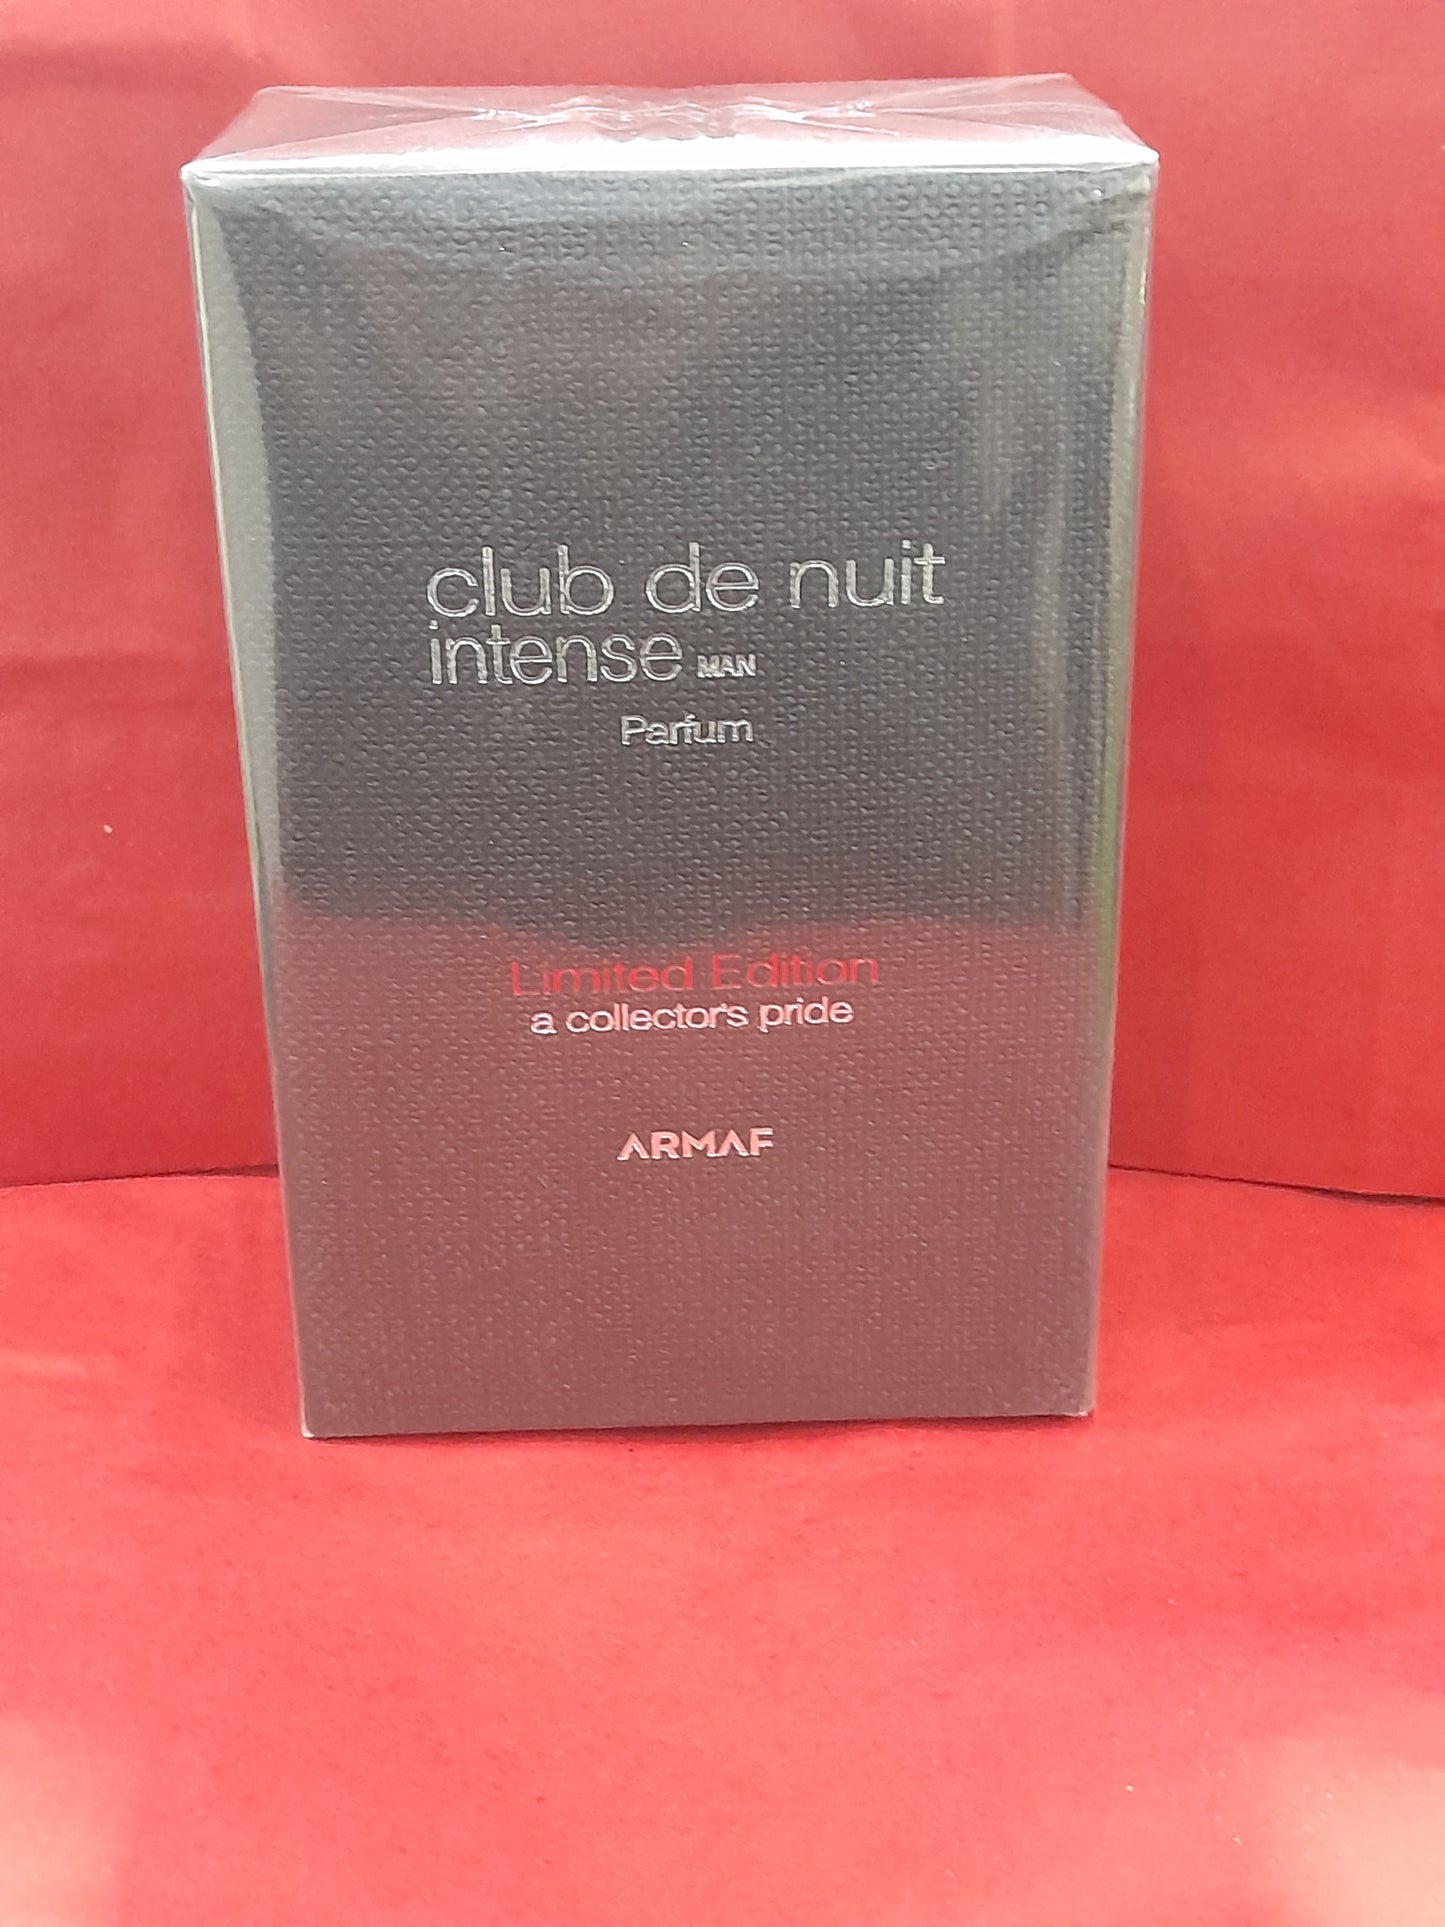 club de nuit
intense MAN
Parfum
Limited Edition
a collector's pride
ARMAF